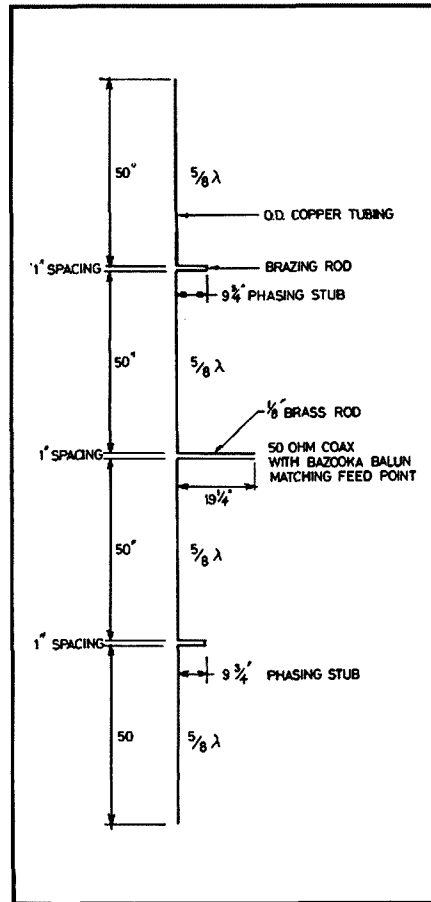 50"
5/8 λ
O.D. COPPER TUBING
1" SPACING
BRAZING ROD
9 3/4" PHASING STUB
50"
5/8 λ
1/8" BRASS ROD
1" SPACING
50 OHM COAX
WITH BAZOOKA BALUN
MATCHING FEED POINT
19 1/4"
50"
5/8 λ
1" SPACING
9 3/4" PHASING STUB
50
5/8 λ